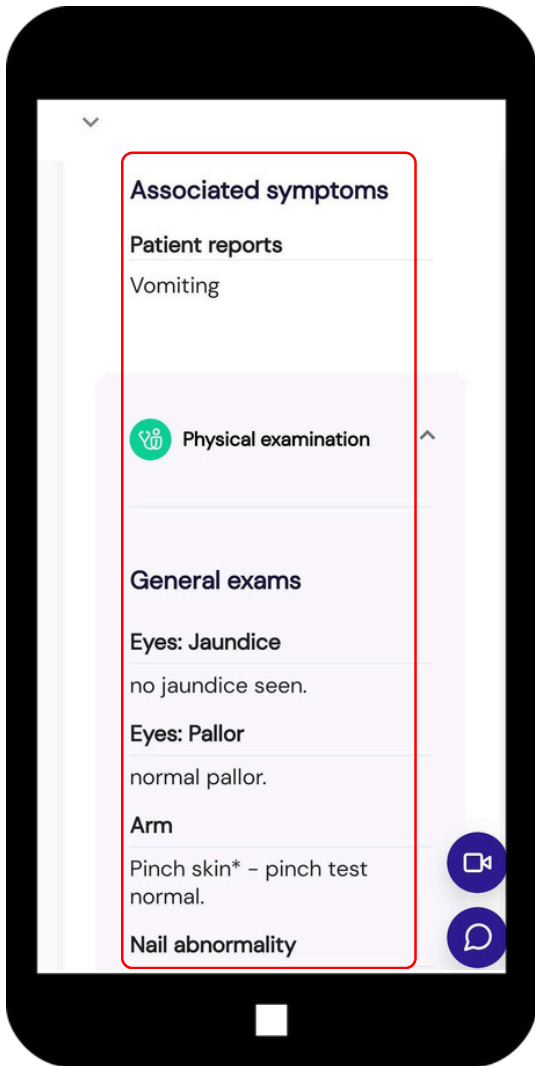 Associated symptoms
Patient reports
Vomiting
Physical examination
General exams
Eyes: Jaundice
no jaundice seen.
Eyes: Pallor
normal pallor.
Arm
Pinch skin* - pinch test
normal.
Nail abnormality